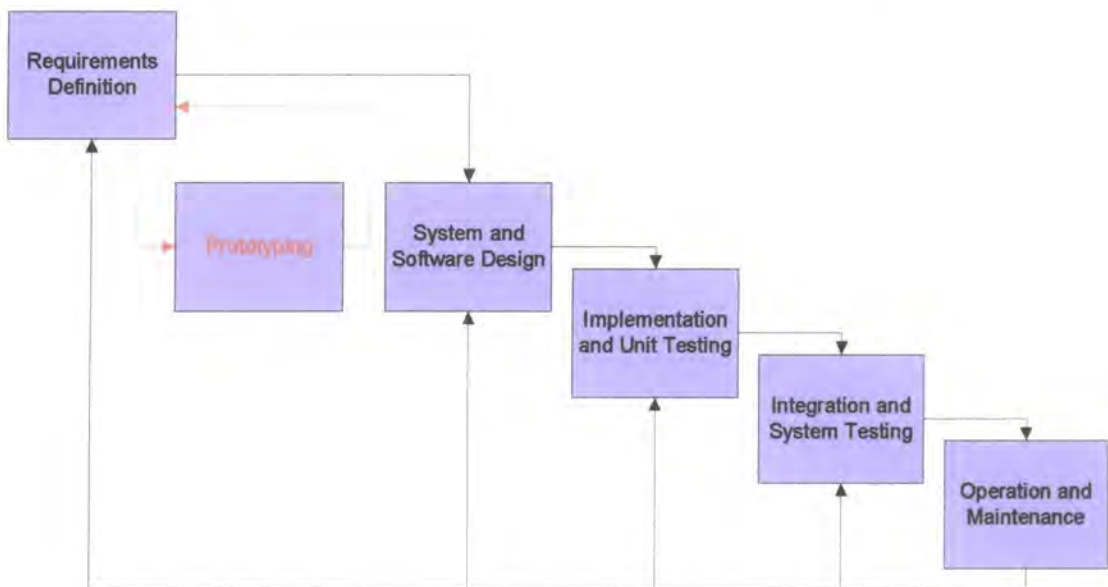 Requirements
Definition
Prototyping
System and
Software Design
Implementation
and Unit Testing
Integration and
System Testing
Operation and
Maintenance